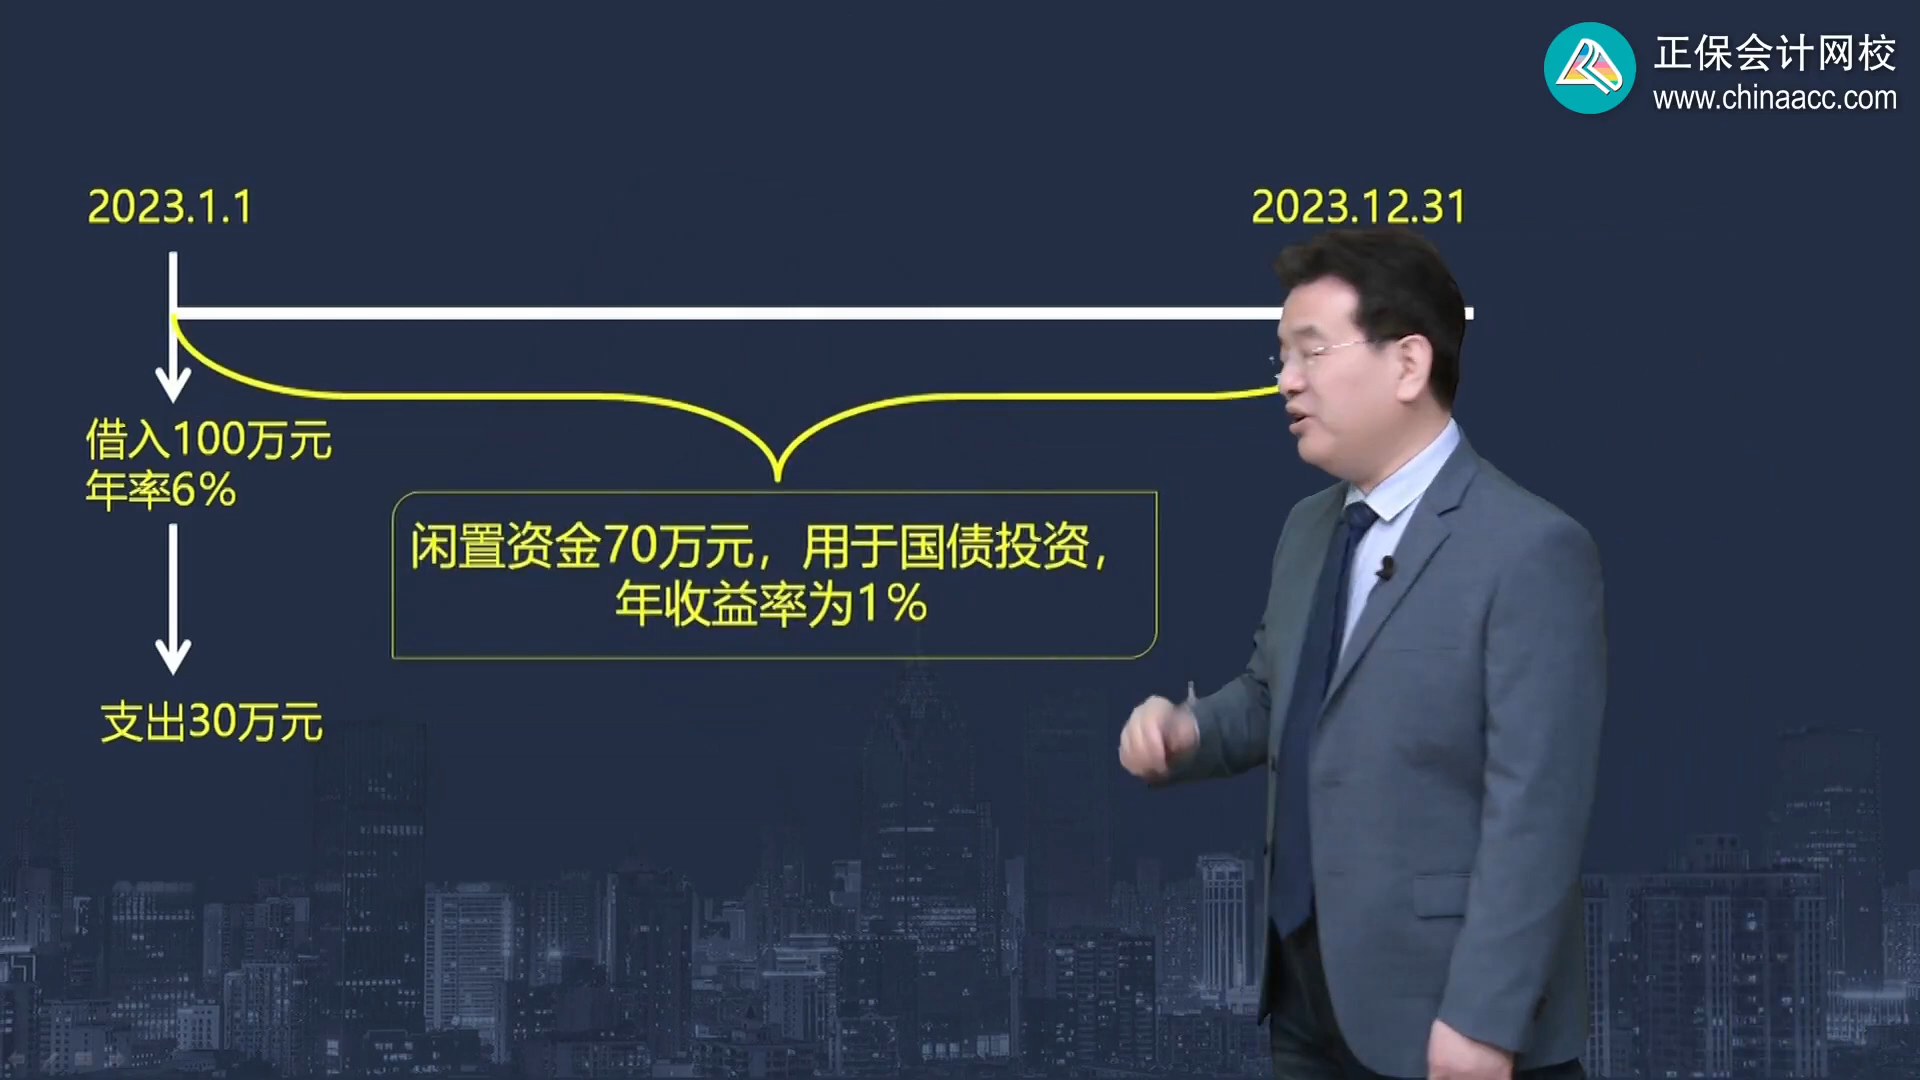 正保会计网校
www.chinaacc.com
2023.1.1
2023.12.31
借入100万元
年率6%
闲置资金70万元，用于国债投资，
年收益率为1%
支出30万元